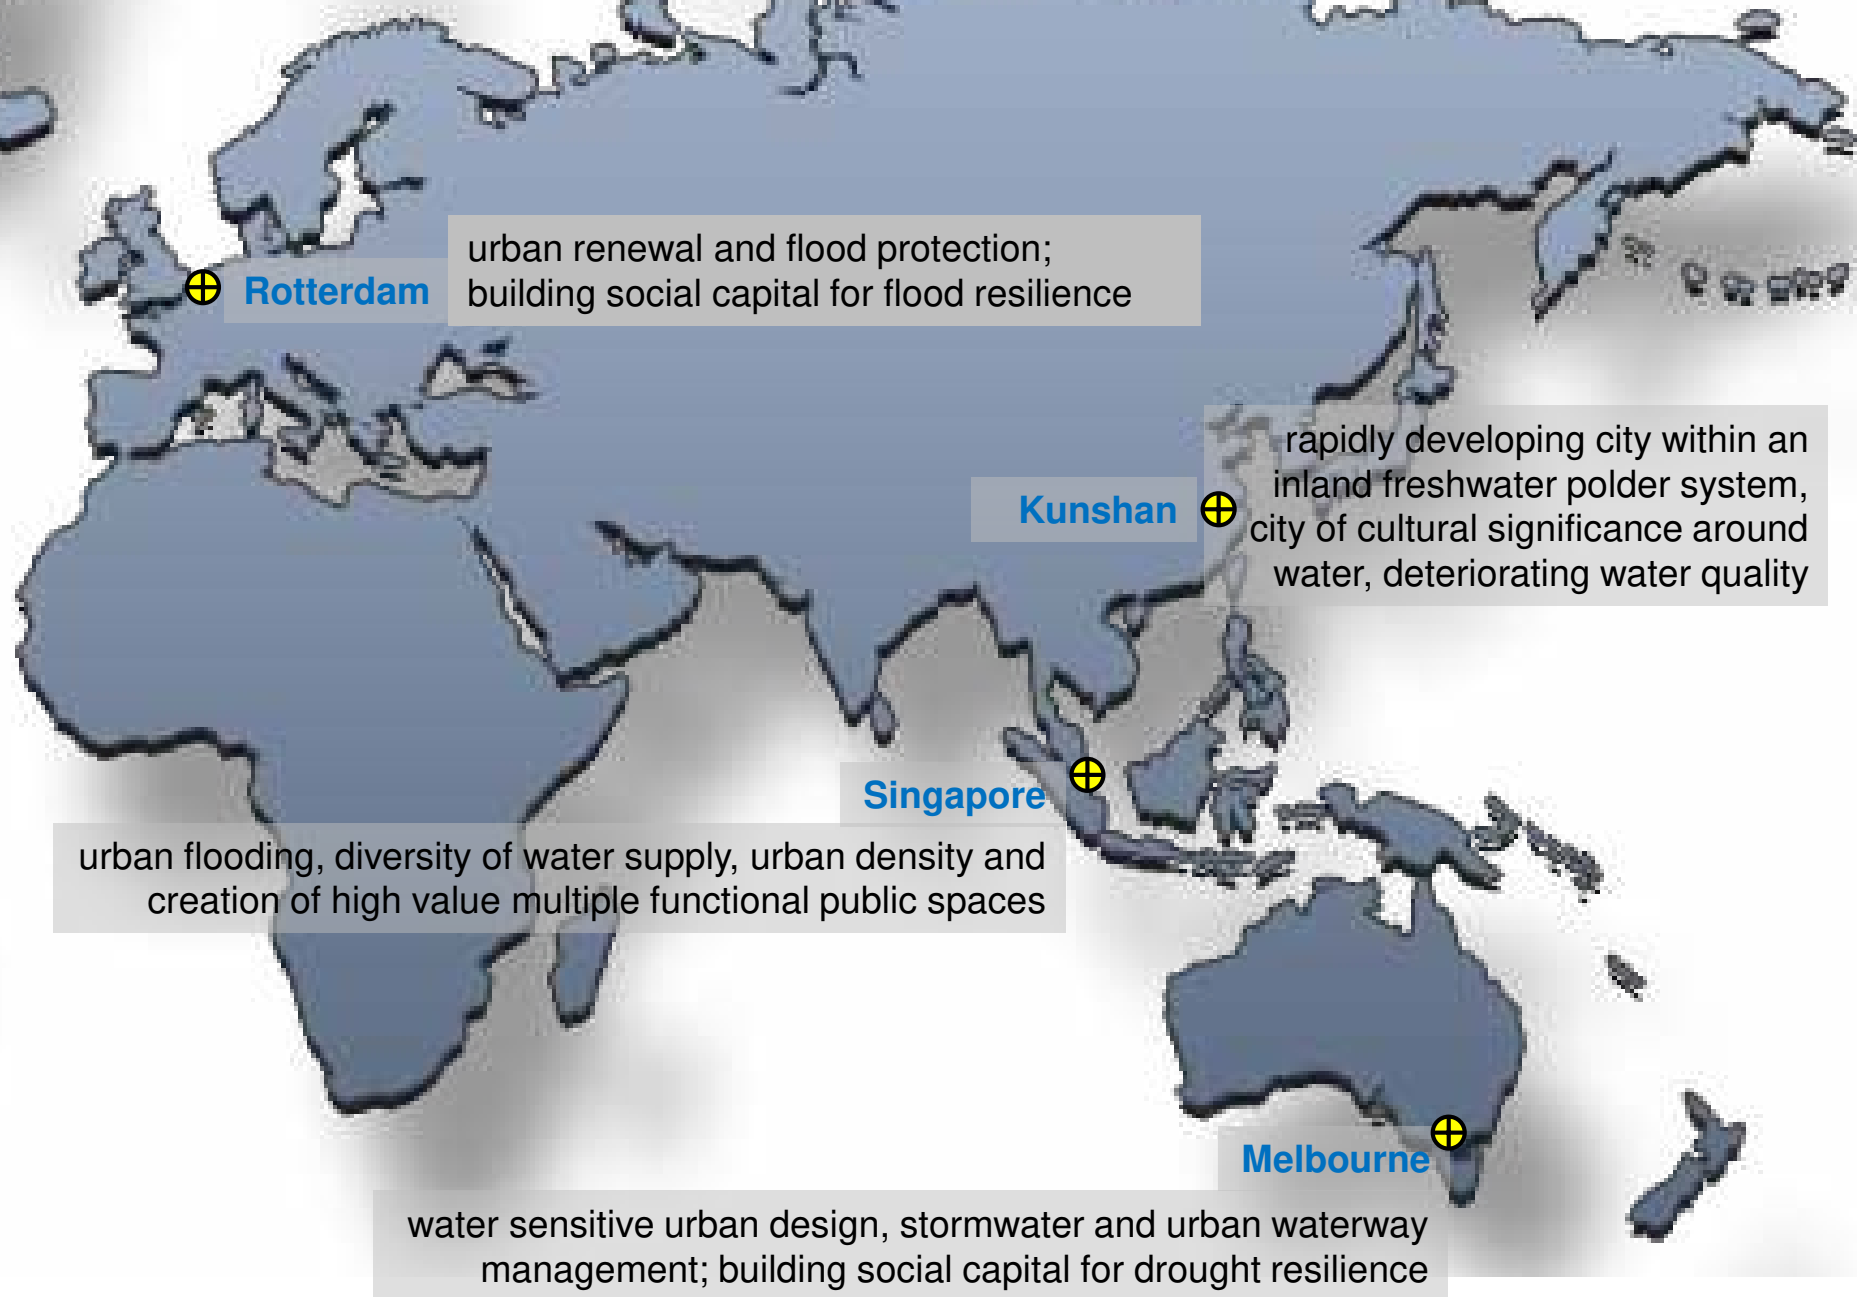 Rotterdam
urban renewal and flood protection;
building social capital for flood resilience
Kunshan
rapidly developing city within an
inland freshwater polder system,
city of cultural significance around
water, deteriorating water quality
Singapore
urban flooding, diversity of water supply, urban density and
creation of high value multiple functional public spaces
Melbourne
water sensitive urban design, stormwater and urban waterway
management; building social capital for drought resilience